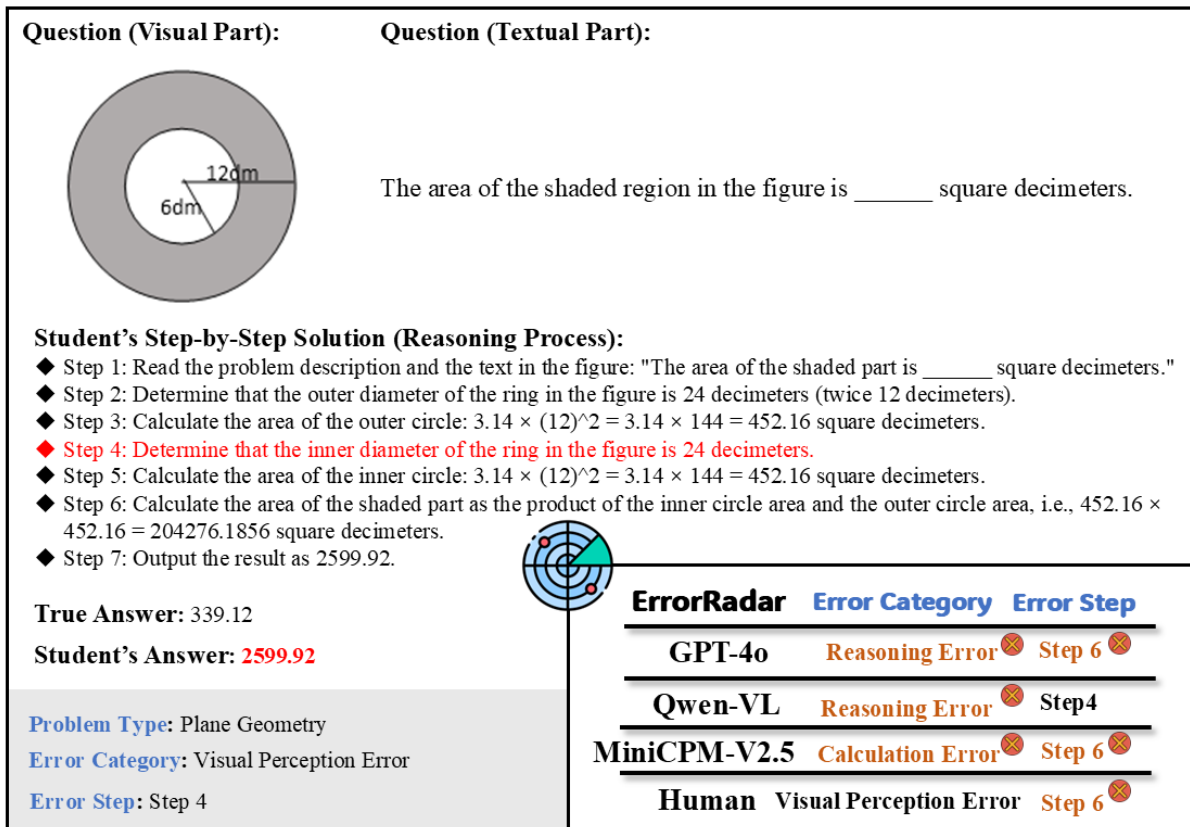 Question (Visual Part):
Question (Textual Part):
12dm
6dm
The area of the shaded region in the figure is ______ square decimeters.
Student's Step-by-Step Solution (Reasoning Process):
◆ Step 1: Read the problem description and the text in the figure: "The area of the shaded part is ______ square decimeters."
◆ Step 2: Determine that the outer diameter of the ring in the figure is 24 decimeters (twice 12 decimeters).
◆ Step 3: Calculate the area of the outer circle: 3.14 × (12)^2 = 3.14 × 144 = 452.16 square decimeters.
◆ Step 4: Determine that the inner diameter of the ring in the figure is 24 decimeters.
◆ Step 5: Calculate the area of the inner circle: 3.14 × (12)^2 = 3.14 × 144 = 452.16 square decimeters.
◆ Step 6: Calculate the area of the shaded part as the product of the inner circle area and the outer circle area, i.e., 452.16 ×
452.16 = 204276.1856 square decimeters.
◆ Step 7: Output the result as 2599.92.
True Answer: 339.12
Student's Answer: 2599.92
Problem Type: Plane Geometry
Error Category: Visual Perception Error
Error Step: Step 4
ErrorRadar Error Category Error Step
GPT-4o Reasoning Error Step 6
Qwen-VL Reasoning Error Step4
MiniCPM-V2.5 Calculation Error Step 6
Human Visual Perception Error Step 6